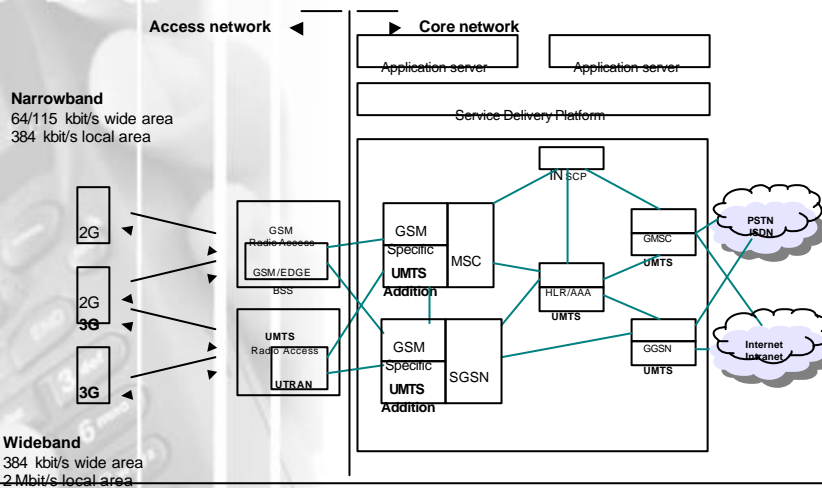 Access network
Core network
Application server
Application server
Service Delivery Platform
Narrowband
64/115 kbit/s wide area
384 kbit/s local area
IN SCP
2G
GSM
Radio Access
GSM/EDGE
BSS
GSM
Specific
UMTS
Addition
MSC
GMSC
UMTS
PSTN
ISDN
2G
3G
HLR/AAA
UMTS
UMTS
Radio Access
UTRAN
GSM
Specific
UMTS
Addition
SGSN
GGSN
UMTS
Internet
Intranet
3G
Wideband
384 kbit/s wide area
2 Mbit/s local area